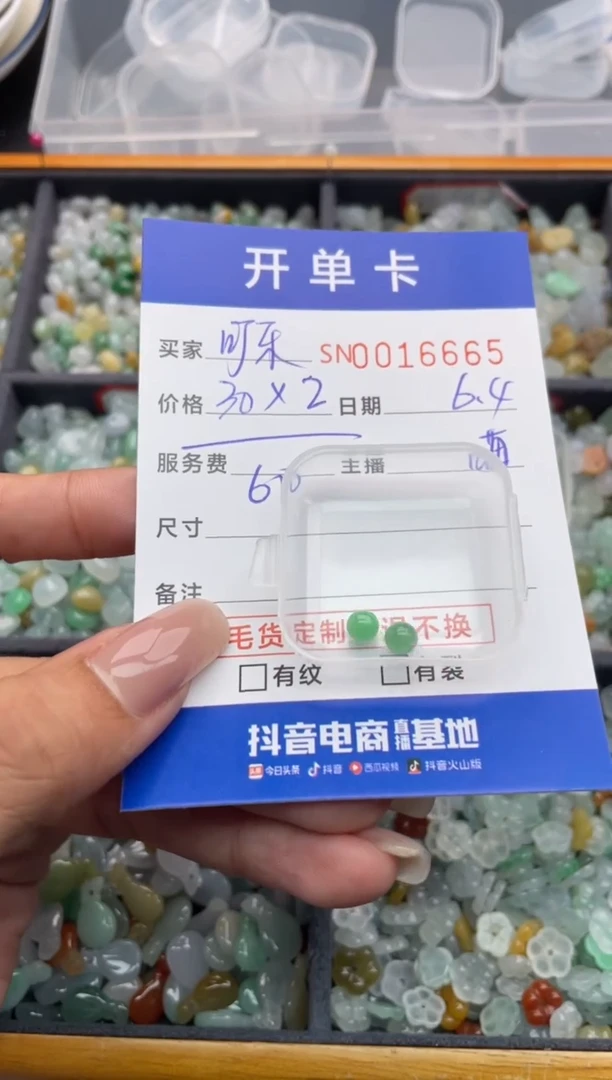 开单卡
买家 叮乐 SN0016665
价格 30×2 日期 6.4
服务费 60 主播
尺寸
备注
毛货定制 不换
有纹 有裂
抖音电商直播基地
头条 今日头条 抖音 西瓜视频 抖音火山版